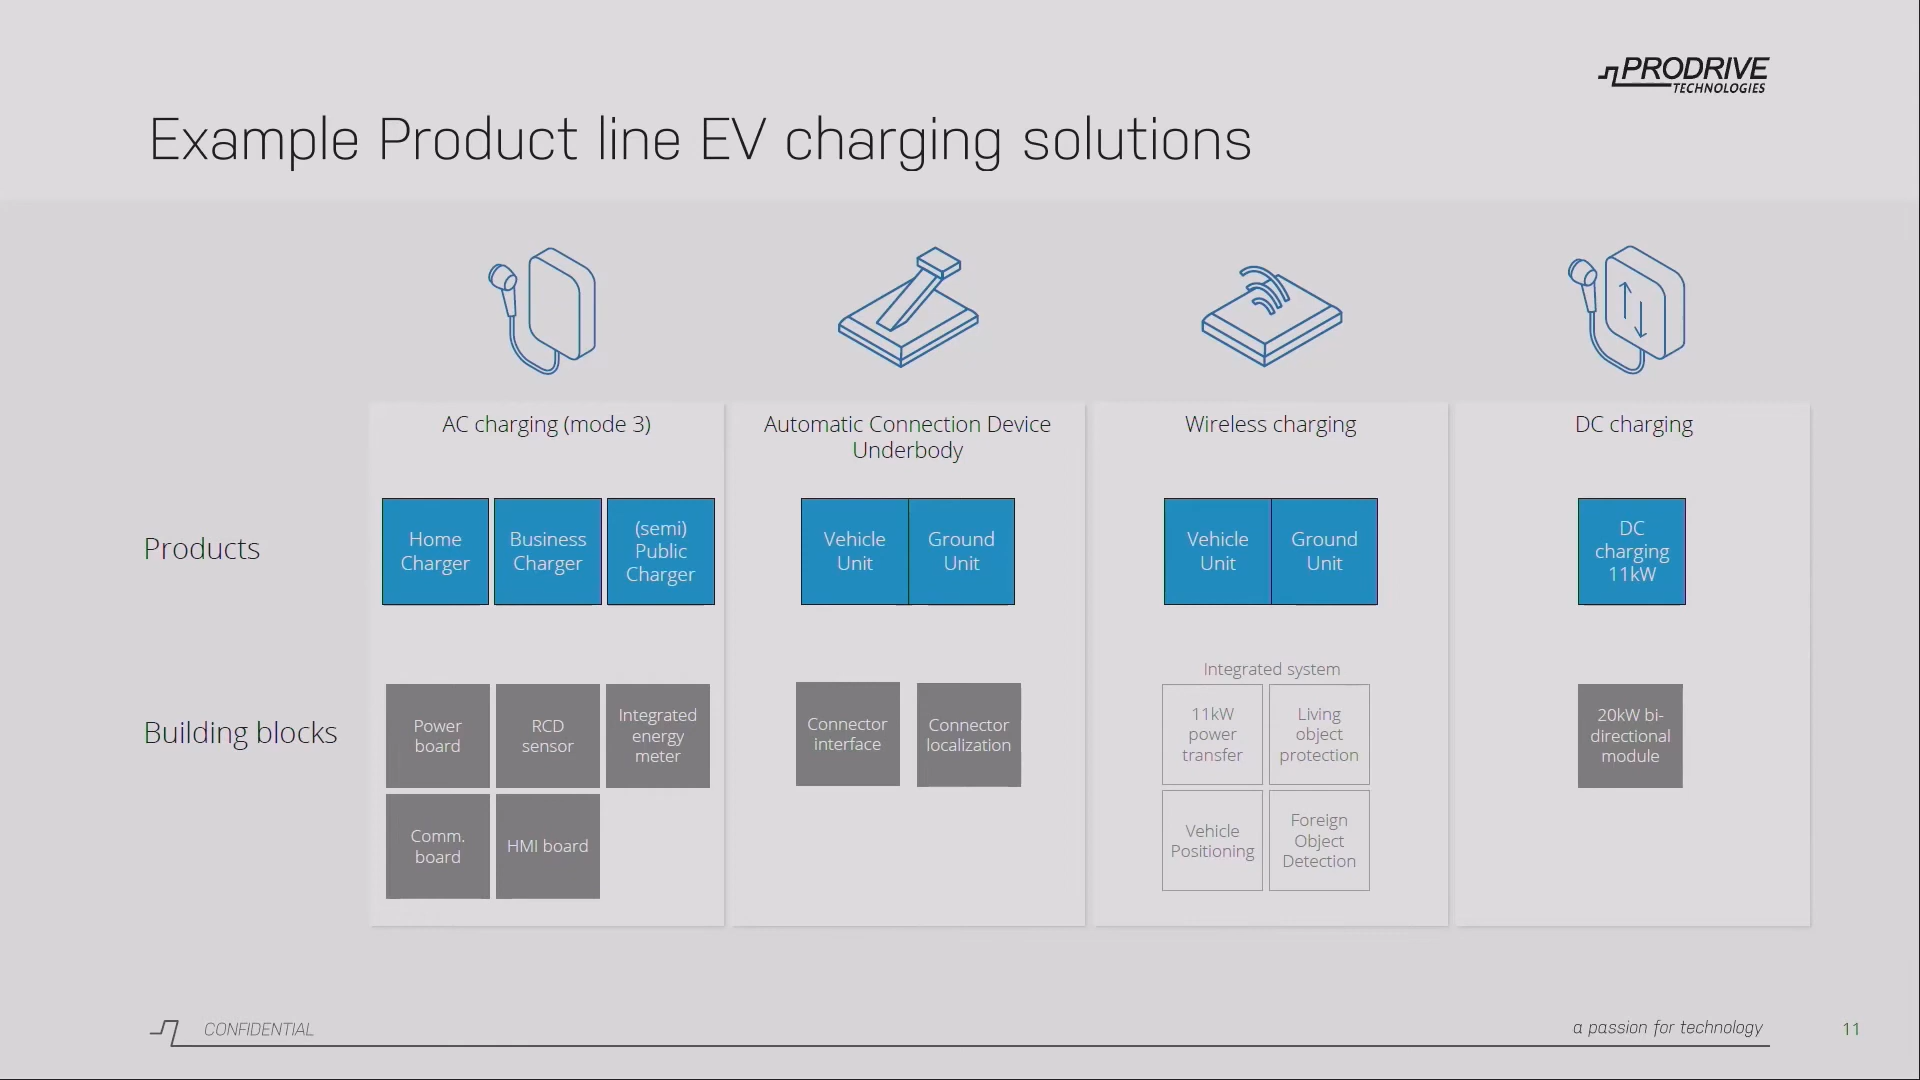 PRODRIVE
TECHNOLOGIES
Example Product line EV charging solutions
AC charging (mode 3)
Automatic Connection Device
Underbody
Wireless charging
DC charging
Products
Home
Charger
Business
Charger
(semi)
Public
Charger
Vehicle
Unit
Ground
Unit
Vehicle
Unit
Ground
Unit
DC
charging
11kW
Building blocks
Power
board
RCD
sensor
Integrated
energy
meter
Comm.
board
HMI board
Connector
interface
Connector
localization
Integrated system
11kW
power
transfer
Living
object
protection
Vehicle
Positioning
Foreign
Object
Detection
20kW bi-
directional
module
CONFIDENTIAL
a passion for technology
11